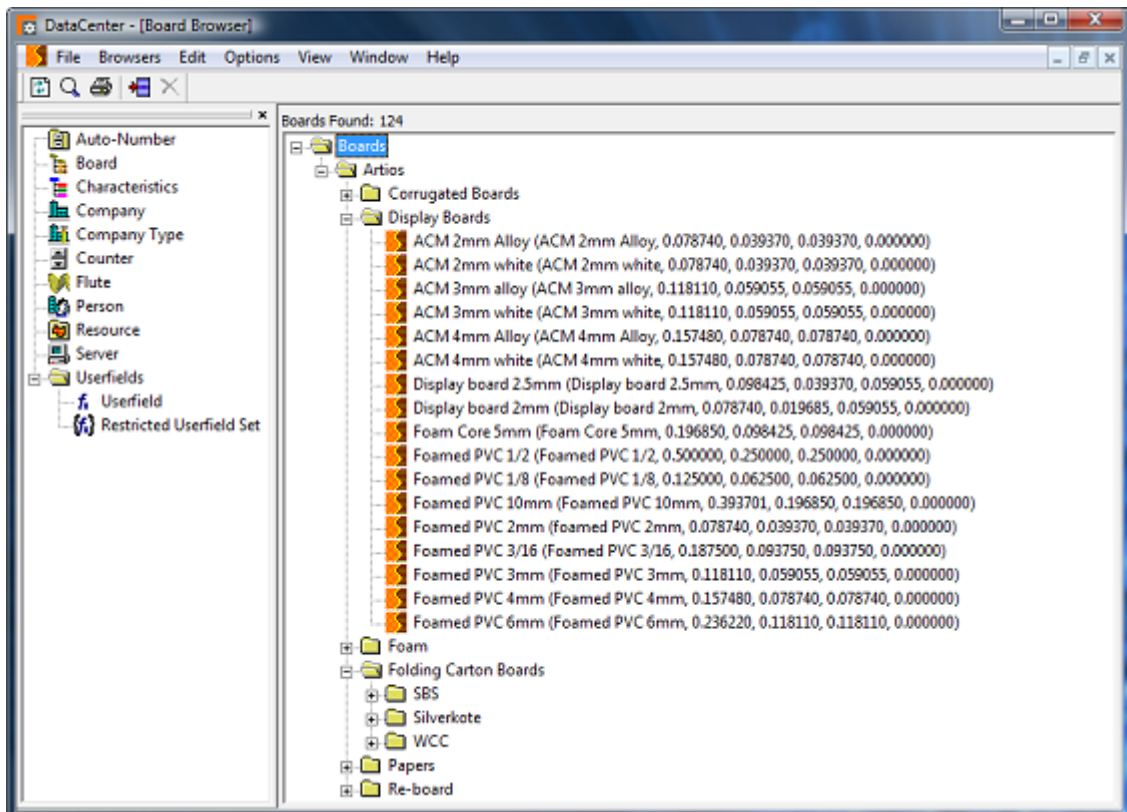 DataCenter - [Board Browser]
File Browsers Edit Options View Window Help
Auto-Number
Board
Characteristics
Company
Company Type
Counter
Flute
Person
Resource
Server
Userfields
Userfield
Restricted Userfield Set
Boards Found: 124
Boards
Artios
Corrugated Boards
Display Boards
ACM 2mm Alloy (ACM 2mm Alloy, 0.078740, 0.039370, 0.039370, 0.000000)
ACM 2mm white (ACM 2mm white, 0.078740, 0.039370, 0.039370, 0.000000)
ACM 3mm alloy (ACM 3mm alloy, 0.118110, 0.059055, 0.059055, 0.000000)
ACM 3mm white (ACM 3mm white, 0.118110, 0.059055, 0.059055, 0.000000)
ACM 4mm Alloy (ACM 4mm Alloy, 0.157480, 0.078740, 0.078740, 0.000000)
ACM 4mm white (ACM 4mm white, 0.157480, 0.078740, 0.078740, 0.000000)
Display board 2.5mm (Display board 2.5mm, 0.098425, 0.039370, 0.059055, 0.000000)
Display board 2mm (Display board 2mm, 0.078740, 0.019685, 0.059055, 0.000000)
Foam Core 5mm (Foam Core 5mm, 0.196850, 0.098425, 0.098425, 0.000000)
Foamed PVC 1/2 (Foamed PVC 1/2, 0.500000, 0.250000, 0.250000, 0.000000)
Foamed PVC 1/8 (Foamed PVC 1/8, 0.125000, 0.062500, 0.062500, 0.000000)
Foamed PVC 10mm (Foamed PVC 10mm, 0.393701, 0.196850, 0.196850, 0.000000)
Foamed PVC 2mm (foamed PVC 2mm, 0.078740, 0.039370, 0.039370, 0.000000)
Foamed PVC 3/16 (Foamed PVC 3/16, 0.187500, 0.093750, 0.093750, 0.000000)
Foamed PVC 3mm (Foamed PVC 3mm, 0.118110, 0.059055, 0.059055, 0.000000)
Foamed PVC 4mm (Foamed PVC 4mm, 0.157480, 0.078740, 0.078740, 0.000000)
Foamed PVC 6mm (Foamed PVC 6mm, 0.236220, 0.118110, 0.118110, 0.000000)
Foam
Folding Carton Boards
SBS
Silverkote
WCC
Papers
Re-board